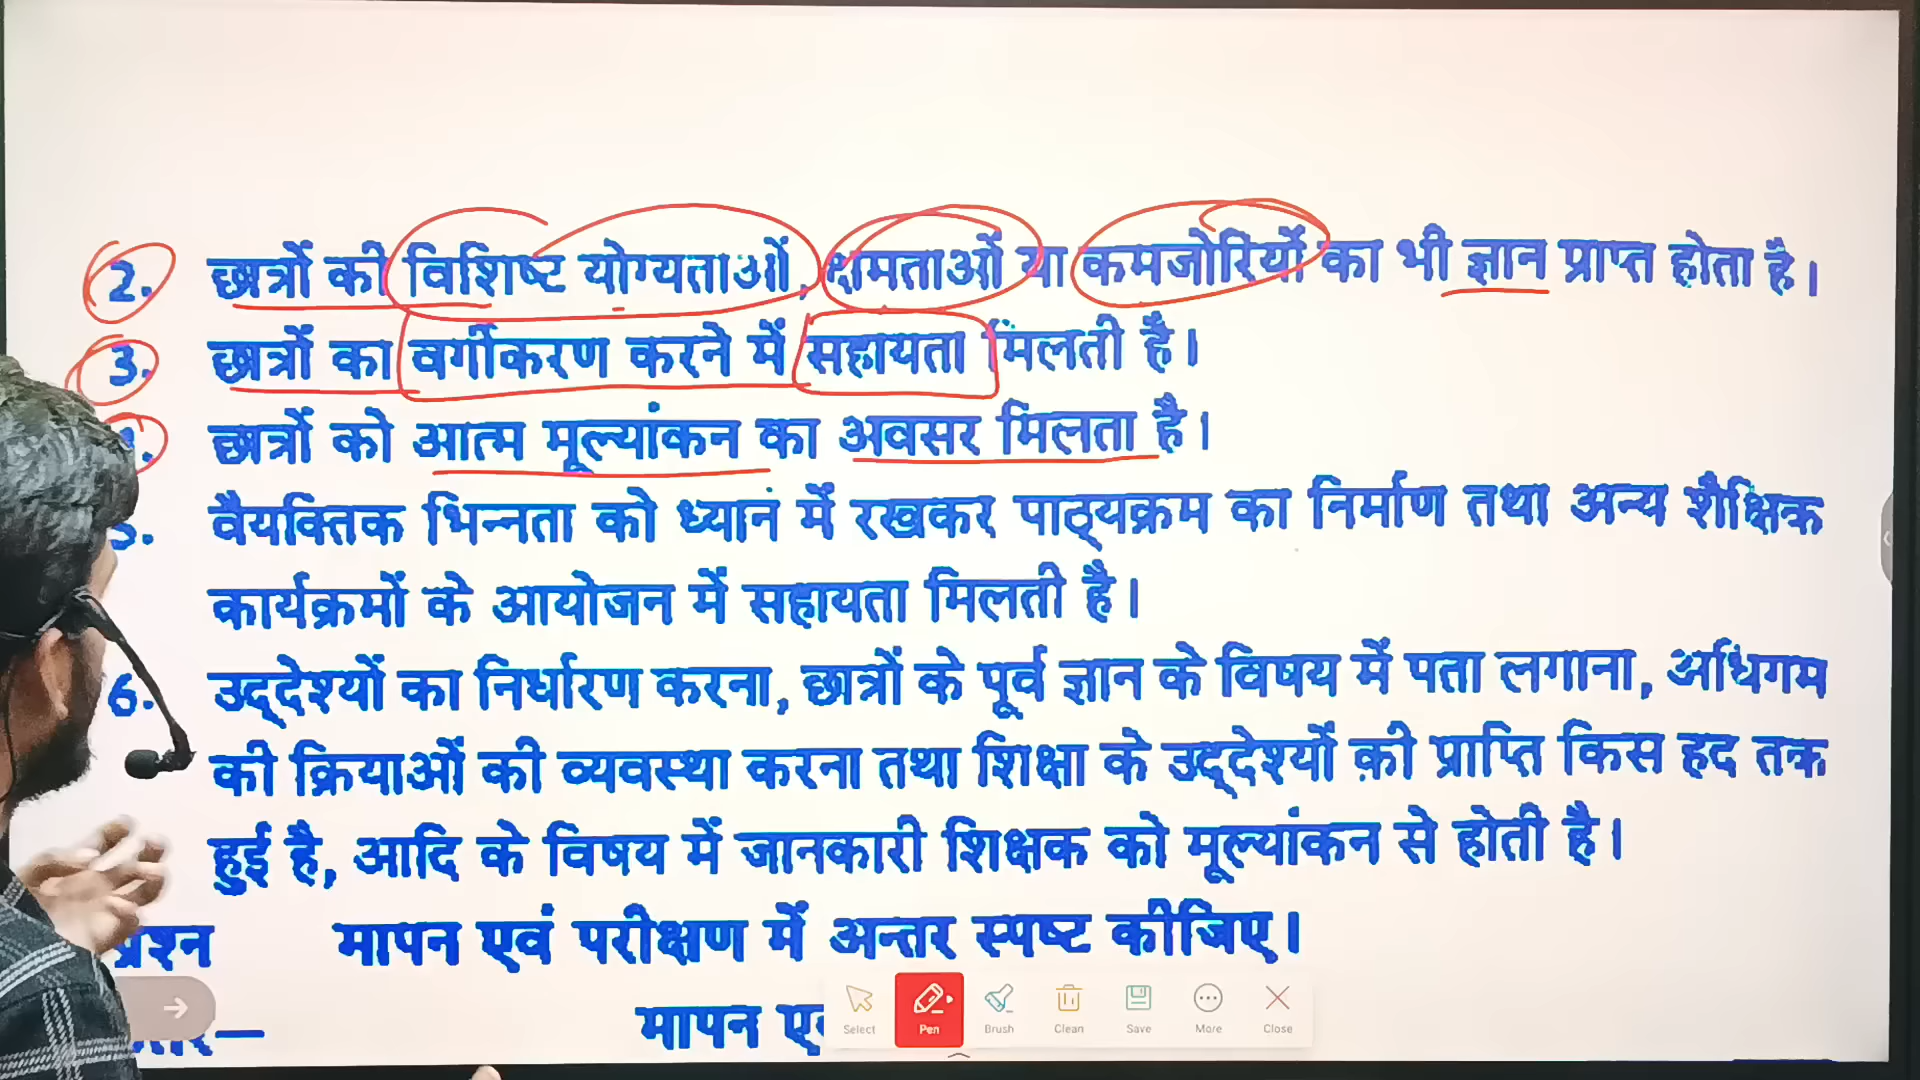 2. छात्रों की विशिष्ट योग्यताओं, क्षमताओं या कमजोरियों का भी ज्ञान प्राप्त होता है।
3. छात्रों का वर्गीकरण करने में सहायता मिलती है।
छात्रों को आत्म मूल्यांकन का अवसर मिलता है।
5. वैयक्तिक भिन्नता को ध्यान में रखकर पाठ्यक्रम का निर्माण तथा अन्य शैक्षिक
कार्यक्रमों के आयोजन में सहायता मिलती है।
6. उद्देश्यों का निर्धारण करना, छात्रों के पूर्व ज्ञान के विषय में पता लगाना, अधिगम
की क्रियाओं की व्यवस्था करना तथा शिक्षा के उद्देश्यों की प्राप्ति किस हद तक
हुई है, आदि के विषय में जानकारी शिक्षक को मूल्यांकन से होती है।
प्रश्न मापन एवं परीक्षण में अन्तर स्पष्ट कीजिए।
मापन
Select Pen Brush Clean Save More Close